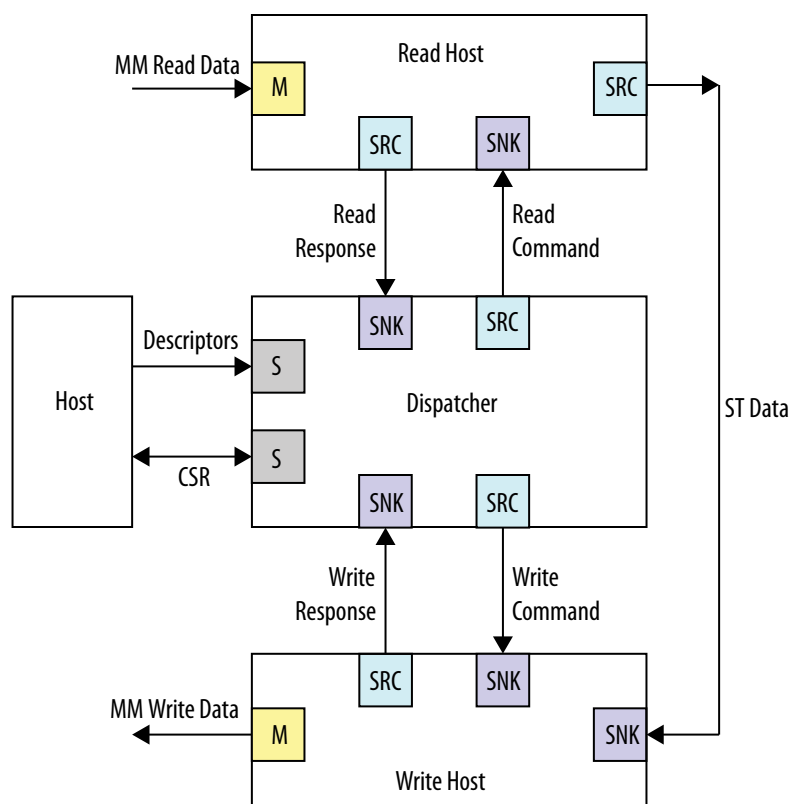 Read Host
MM Read Data
M
SRC
SRC
SNK
Read
Response
Read
Command
SNK
SRC
Descriptors
S
Host
Dispatcher
ST Data
S
CSR
SNK
SRC
Write
Response
Write
Command
SRC
SNK
MM Write Data
M
SNK
Write Host